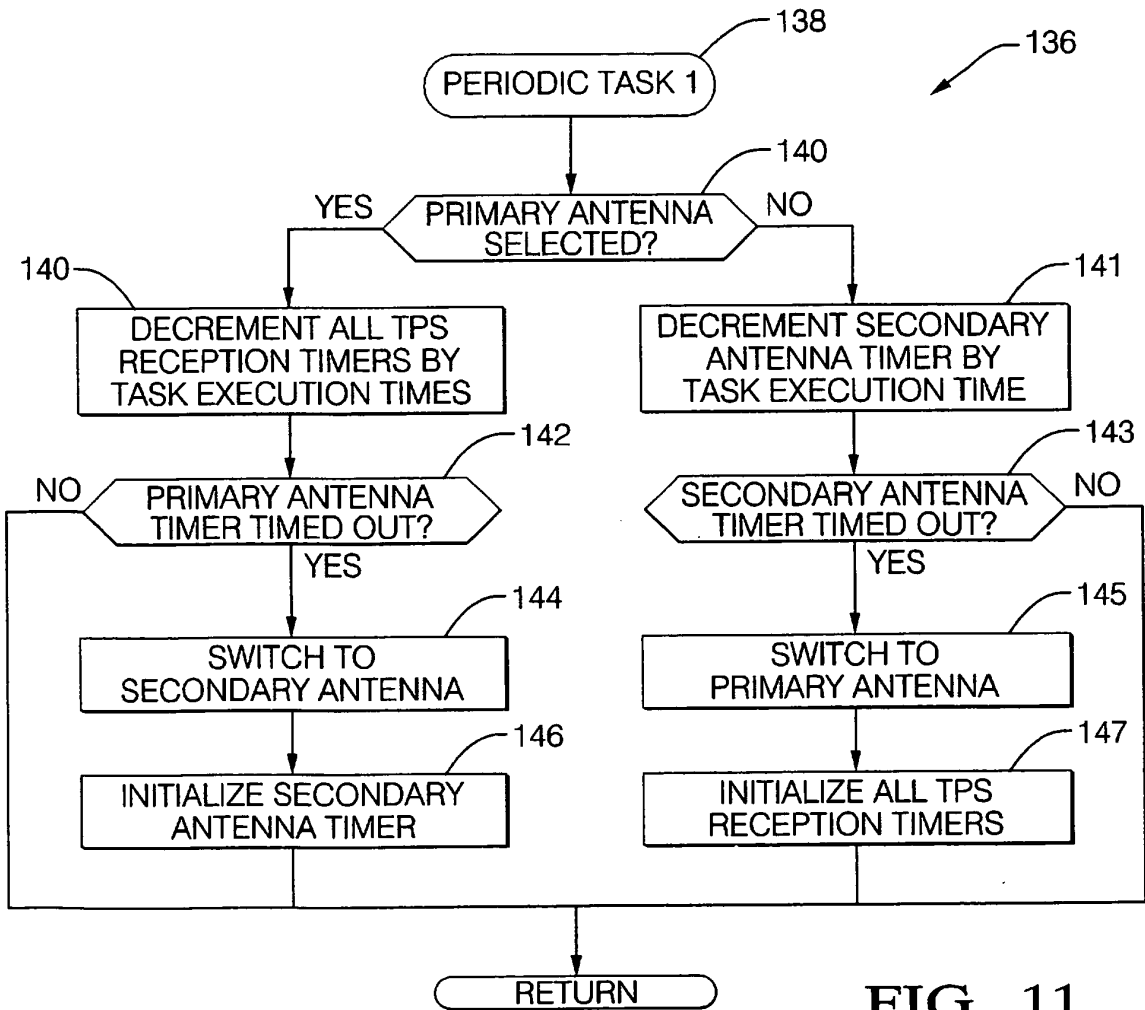 138
136
PERIODIC TASK 1
140
YES
PRIMARY ANTENNA
SELECTED?
NO
140
141
DECREMENT ALL TPS
RECEPTION TIMERS BY
TASK EXECUTION TIMES
DECREMENT SECONDARY
ANTENNA TIMER BY
TASK EXECUTION TIME
142
143
NO
PRIMARY ANTENNA
TIMER TIMED OUT?
SECONDARY ANTENNA
TIMER TIMED OUT?
NO
YES
YES
144
145
SWITCH TO
SECONDARY ANTENNA
SWITCH TO
PRIMARY ANTENNA
146
147
INITIALIZE SECONDARY
ANTENNA TIMER
INITIALIZE ALL TPS
RECEPTION TIMERS
RETURN
FIG. 11